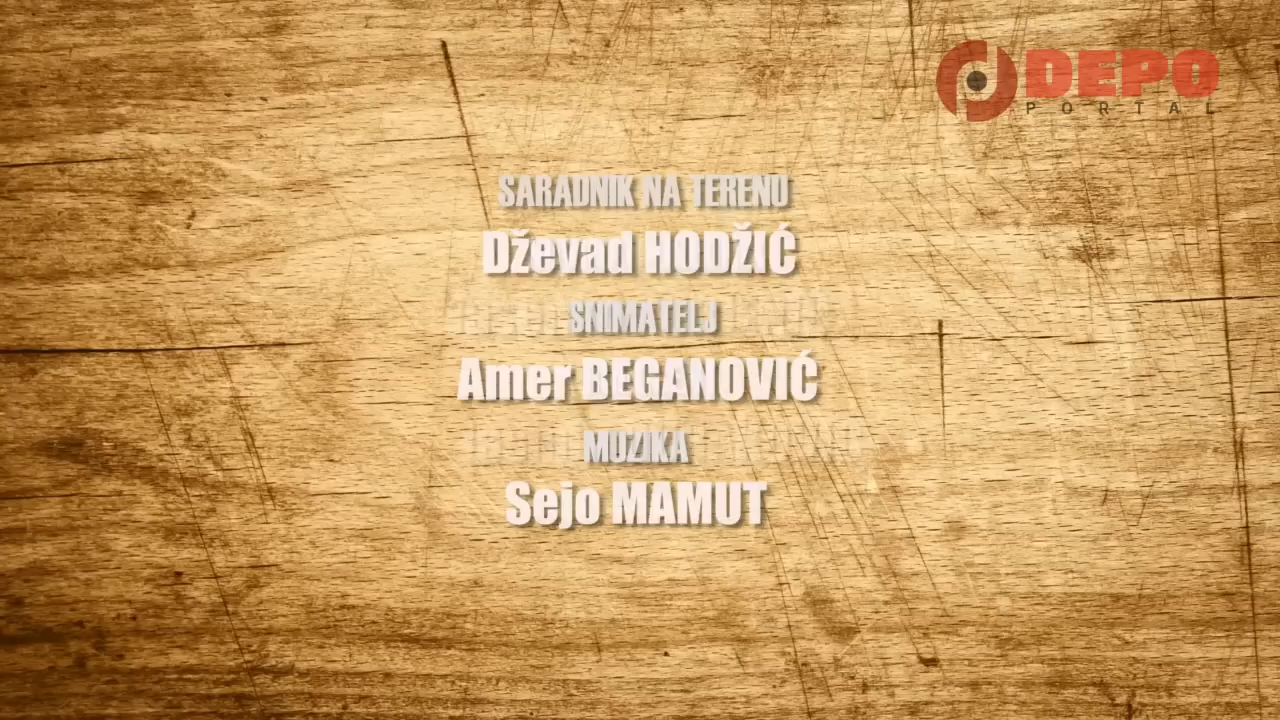 DEPO
PORTAL
SARADNIK NA TERENU
Dževad HODŽIĆ
SNIMATELJ
Amer BEGANOVIĆ
MUZIKA
Sejo MAMUT